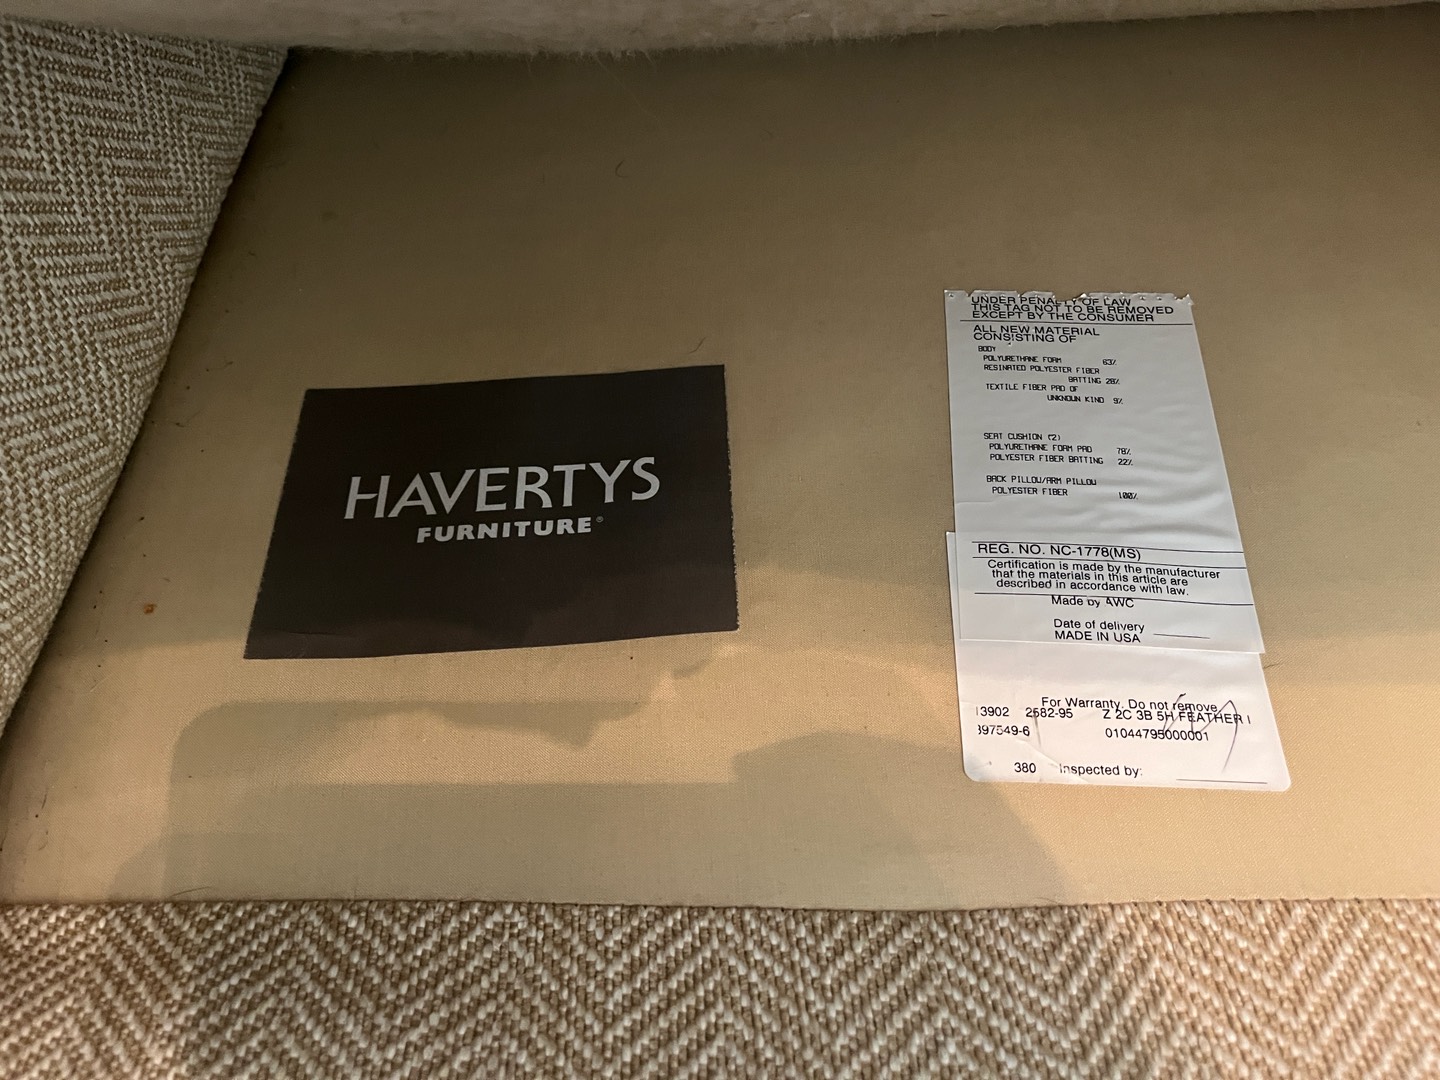 HAVERTYS
FURNITURE®
UNDER PENALTY OF LAW
THIS TAG NOT TO BE REMOVED
EXCEPT BY THE CONSUMER
ALL NEW MATERIAL
CONSISTING OF
BODY
POLYURETHANE FOAM 63%
RESINATED POLYESTER FIBER
BATTING 28%
TEXTILE FIBER PAD OF
UNKNOWN KIND 9%
SEAT CUSHION (2)
POLYURETHANE FOAM PAD 78%
POLYESTER FIBER BATTING 22%
BACK PILLOW/ARM PILLOW
POLYESTER FIBER 100%
REG. NO. NC-1778(MS)
Certification is made by the manufacturer
that the materials in this article are
described in accordance with law.
Made by AWC
Date of delivery
MADE IN USA
For Warranty. Do not remove
3902 2682-95 Z 2C 3B 5H FEATHER
97549-6 01044795000001
380 Inspected by: